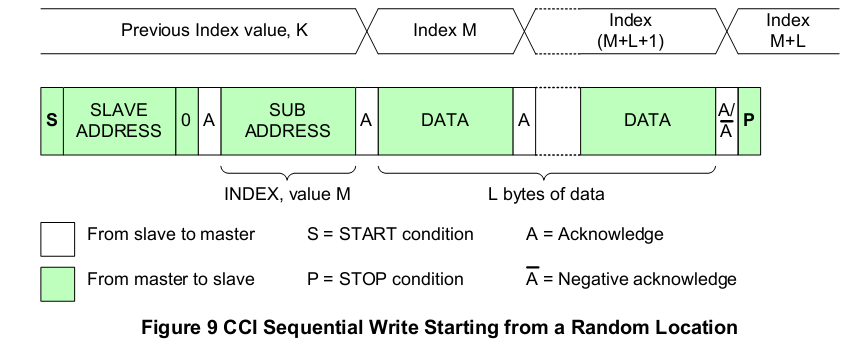 Previous Index value, K
Index M
Index
(M+L+1)
Index
M+L
S
SLAVE
ADDRESS
0
A
SUB
ADDRESS
A
DATA
A
DATA
A/
A̅
P
INDEX, value M
L bytes of data
From slave to master
S = START condition
A = Acknowledge
From master to slave
P = STOP condition
A̅ = Negative acknowledge
Figure 9 CCI Sequential Write Starting from a Random Location